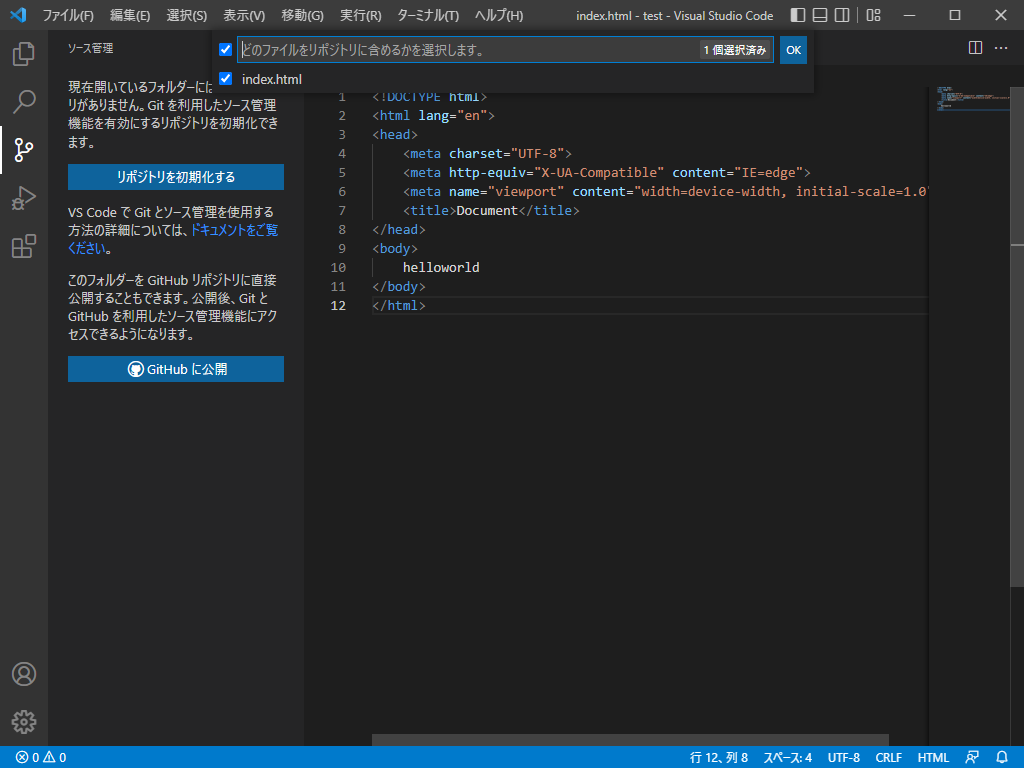 ファイル(F) 編集(E) 選択(S) 表示(V) 移動(G) 実行(R) ターミナル(T) ヘルプ(H) index.html - test - Visual Studio Code
ソース管理
どのファイルをリポジトリに含めるかを選択します。 1 個選択済み OK
index.html
現在開いているフォルダーには
リがありません。Git を利用したソース管理
機能を有効にするリポジトリを初期化でき
ます。
リポジトリを初期化する
VS Code で Git とソース管理を使用する
方法の詳細については、ドキュメントをご覧
ください。
このフォルダーを GitHub リポジトリに直接
公開することもできます。公開後、Git と
GitHub を利用したソース管理機能にアク
セスできるようになります。
GitHub に公開
1 <!DOCTYPE html>
2 <html lang="en">
3 <head>
4 <meta charset="UTF-8">
5 <meta http-equiv="X-UA-Compatible" content="IE=edge">
6 <meta name="viewport" content="width=device-width, initial-scale=1.0"
7 <title>Document</title>
8 </head>
9 <body>
10 helloworld
11 </body>
12 </html>
0 0 行 12、列 8 スペース: 4 UTF-8 CRLF HTML